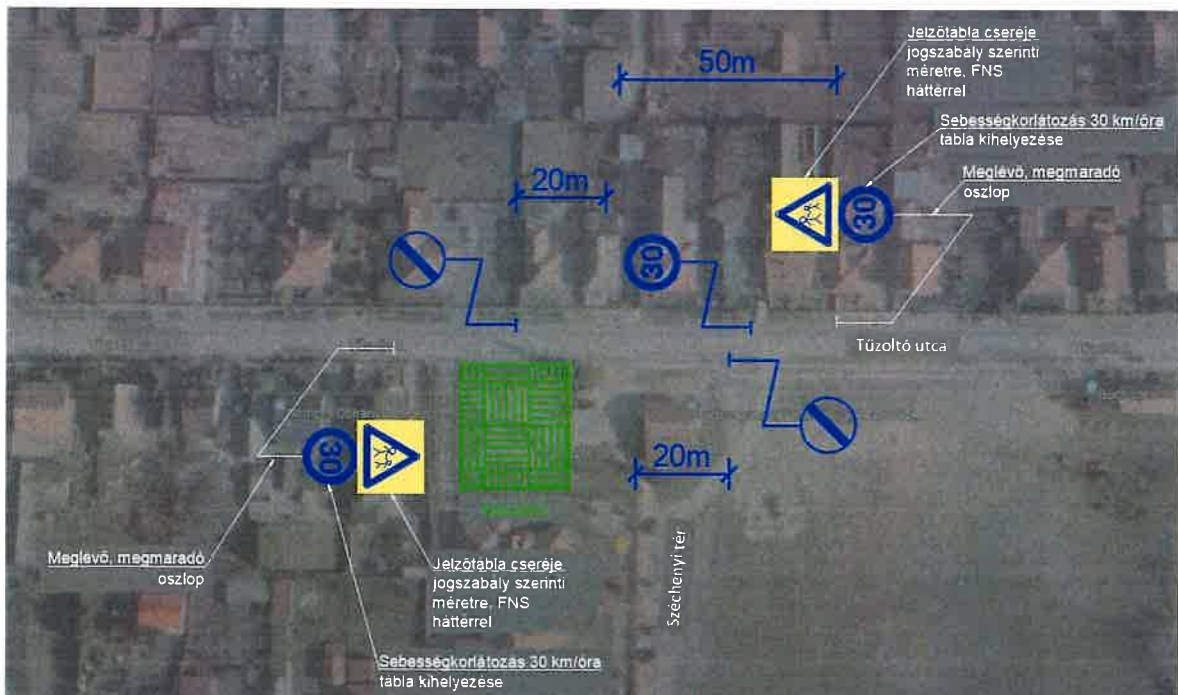 Jelzőtábla cseréje
jogszabály szerinti
méretre, FNS
háttérrel
50m
Sebességkorlátozás 30 km/óra
tábla kihelyezése
Meglévő, megmaradó
oszlop
20m
30
30
Tűzoltó utca
30
20m
Meglévő, megmaradó
oszlop
Jelzőtábla cseréje
jogszabály szerinti
méretre, FNS
háttérrel
Széchenyi tér
Sebességkorlátozás 30 km/óra
tábla kihelyezése